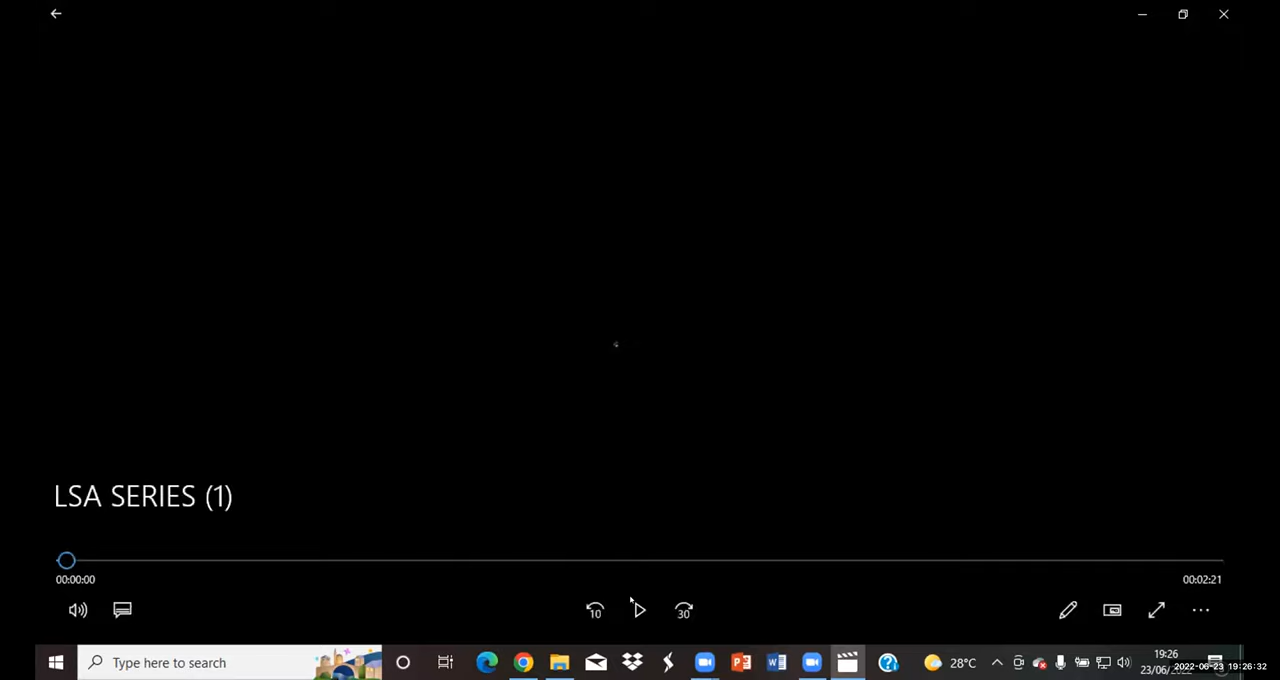 LSA SERIES (1)
00:00:00
00:02:21
10
30
Type here to search
28°C
19:26
2022-06-23 19:26:32